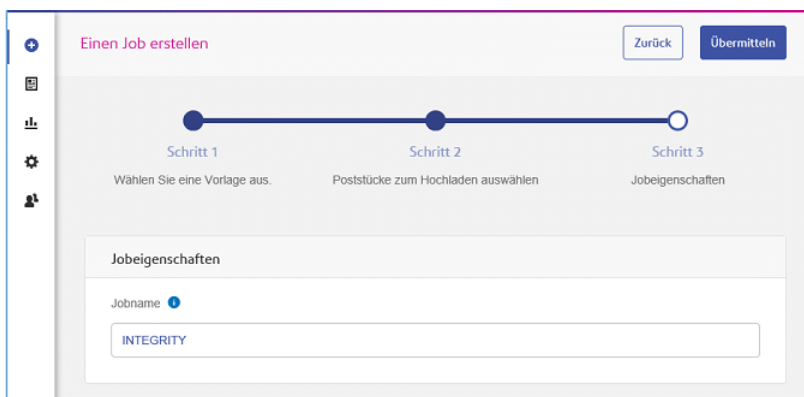 Einen Job erstellen
Zurück
Übermitteln
Schritt 1
Schritt 2
Schritt 3
Wählen Sie eine Vorlage aus.
Poststücke zum Hochladen auswählen
Jobeigenschaften
Jobeigenschaften
Jobname
INTEGRITY